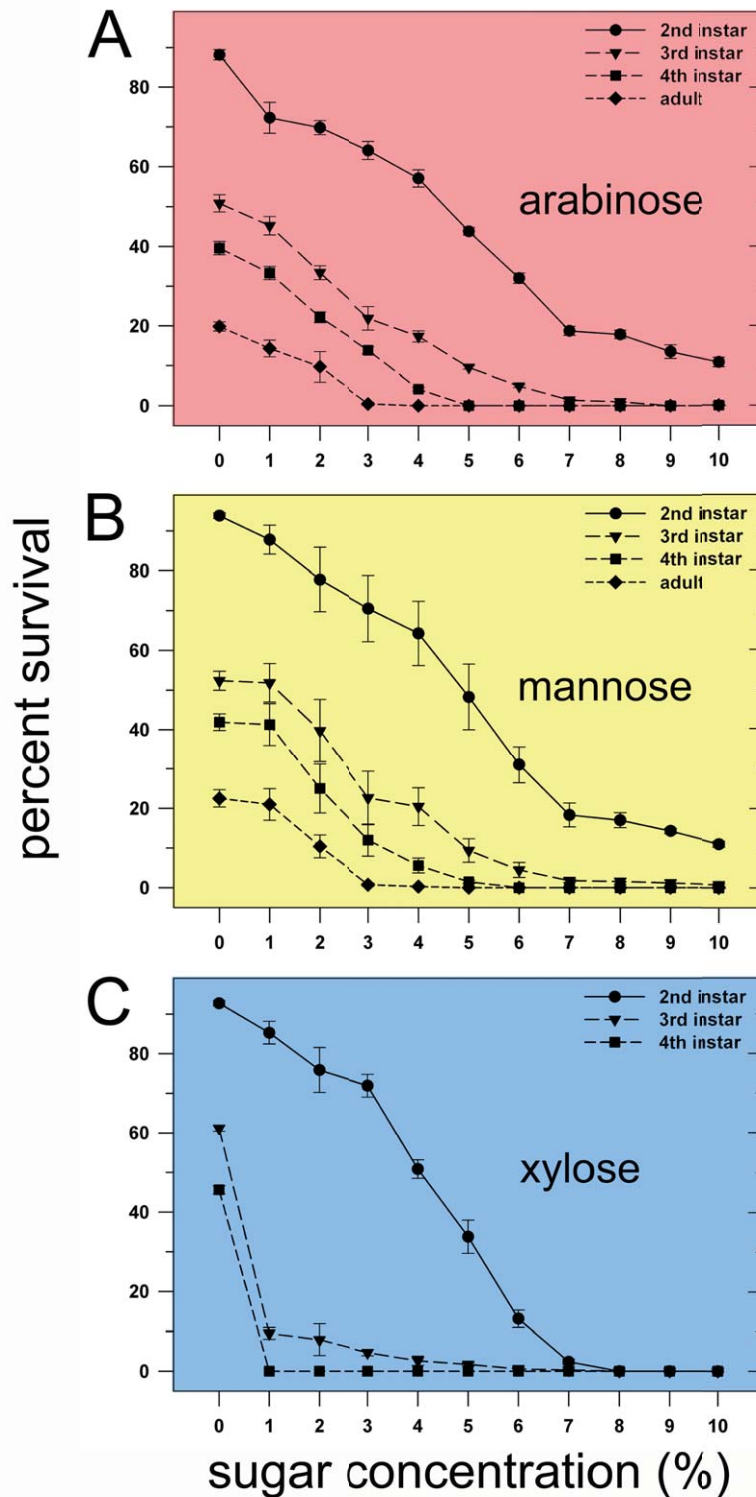 A
2nd instar
3rd instar
4th instar
adult
80
60
40
20
0
arabinose
0 1 2 3 4 5 6 7 8 9 10
B
2nd instar
3rd instar
4th instar
adult
80
60
40
20
0
mannose
0 1 2 3 4 5 6 7 8 9 10
percent survival
C
2nd instar
3rd instar
4th instar
80
60
40
20
0
xylose
0 1 2 3 4 5 6 7 8 9 10
sugar concentration (%)